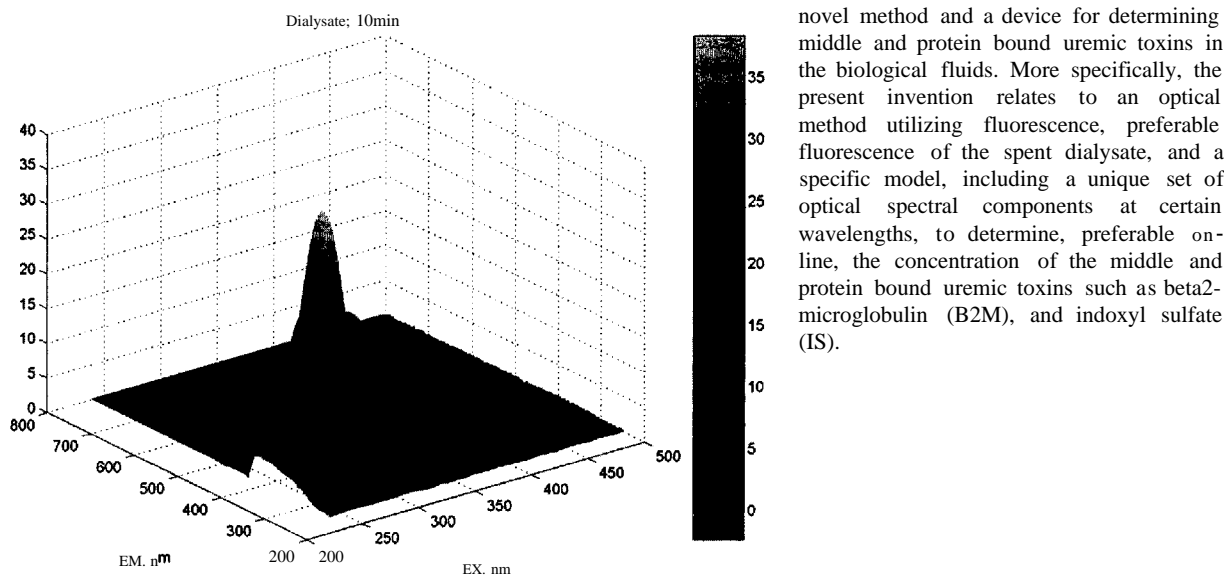 Dialysate; 10min
40
35
30
25
20
15
10
5
0
800
700
600
500
400
300
200
200
250
300
350
400
450
500
EM. nm
EX. nm
35
30
25
20
15
10
5
0
novel method and a device for determining
middle and protein bound uremic toxins in
the biological fluids. More specifically, the
present invention relates to an optical
method utilizing fluorescence, preferable
fluorescence of the spent dialysate, and a
specific model, including a unique set of
optical spectral components at certain
wavelengths, to determine, preferable on-
line, the concentration of the middle and
protein bound uremic toxins such as beta2-
microglobulin (B2M), and indoxyl sulfate
(IS).